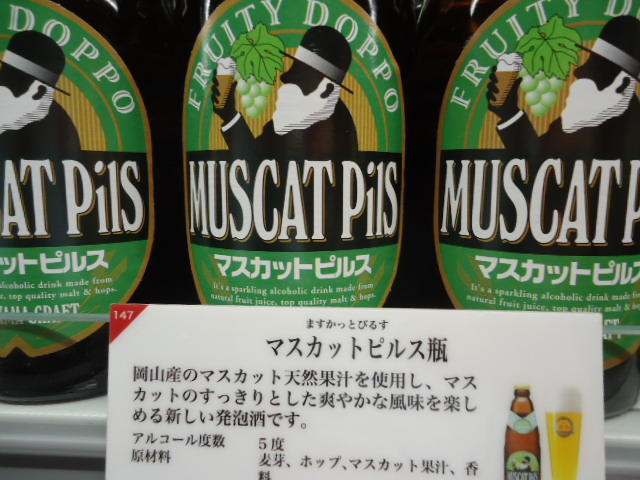 FRUITY DOPPO
FRUITY DOPPO
FRUITY DOPPO
CAT PilS
MUSCAT PilS
MUSCAT P
ットピルス
マスカットピルス
マスカットピルス
alcoholic drink made from
, top quality malt & hops.
It's a sparkling alcoholic drink made from
natural fruit juice, top quality malt & hops.
It's a sparkling alcoholic drink made
natural fruit juice, top quality malt & h
CRAFT
147
ますかっとぴるす
マスカットピルス瓶
岡山産のマスカット天然果汁を使用し、マス
カットのすっきりとした爽やかな風味を楽し
める新しい発泡酒です。
アルコール度数 5度
原材料 麦芽、ホップ、マスカット果汁、香
料